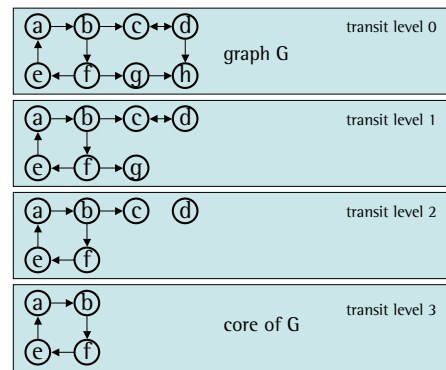 a b c d transit level 0
graph G
e f g h
a b c d transit level 1
e f g
a b c d transit level 2
e f
a b transit level 3
core of G
e f